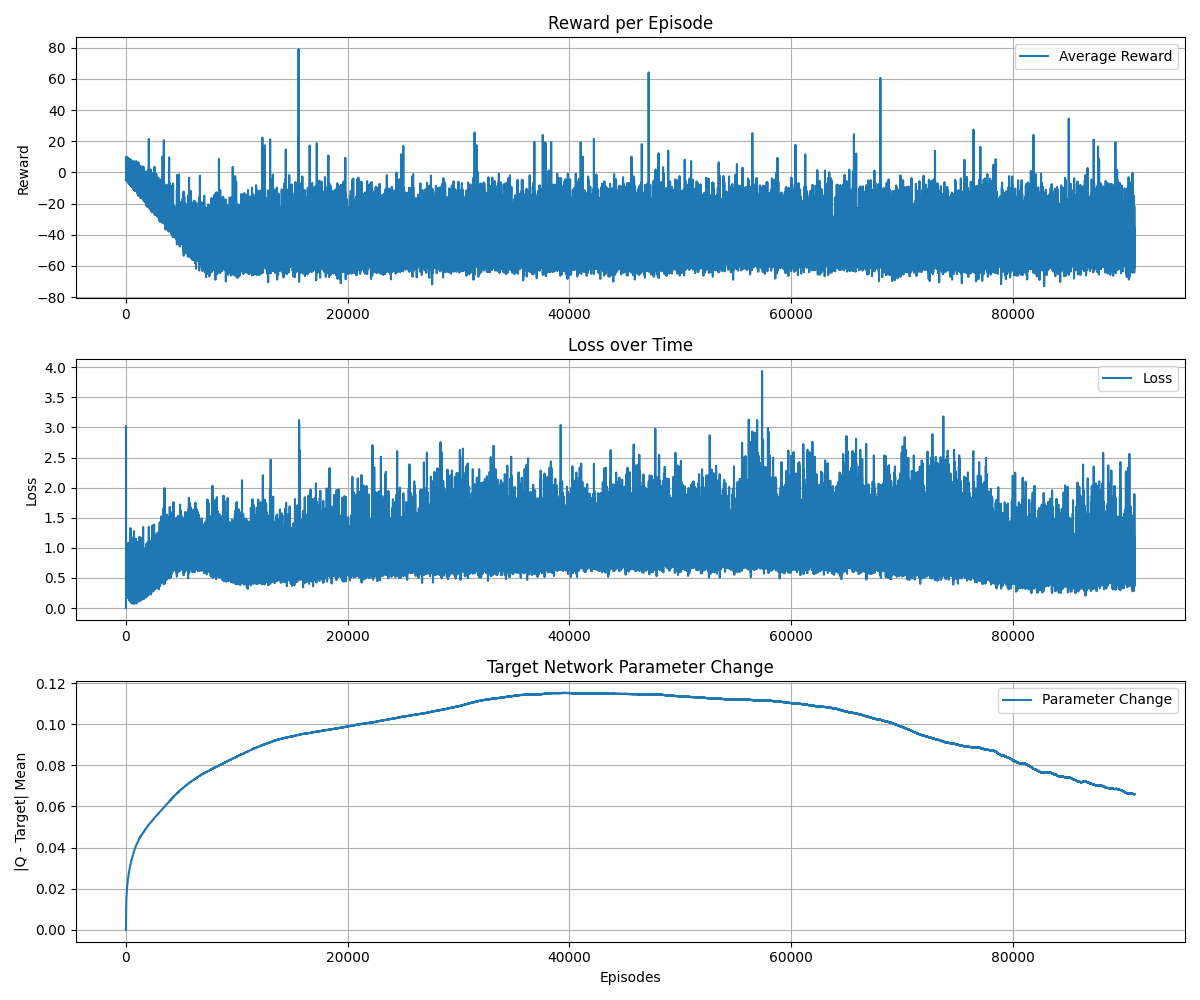 Reward per Episode
Reward
80
60
40
20
0
−20
−40
−60
−80
Average Reward
0 20000 40000 60000 80000
Loss over Time
Loss
4.0
3.5
3.0
2.5
2.0
1.5
1.0
0.5
0.0
Loss
0 20000 40000 60000 80000
Target Network Parameter Change
|Q - Target| Mean
0.12
0.10
0.08
0.06
0.04
0.02
0.00
Parameter Change
0 20000 40000 60000 80000
Episodes